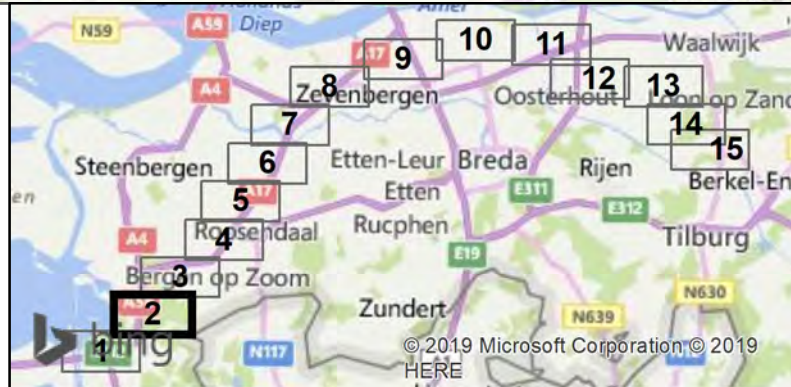 N59
A59
Diep
A17
9
10
11
Waalwijk
A4
8
Zevenbergen
Oosterhout
12
13
Loon op Zand
7
14
Steenbergen
6
Etten-Leur
Breda
Rijen
15
en
5
A17
Etten
E311
Berkel-En
4
Roosendaal
Rucphen
E312
Tilburg
A4
E19
3
Bergen op Zoom
2
Zundert
N639
N630
bing
1
N117
© 2019 Microsoft Corporation © 2019
HERE